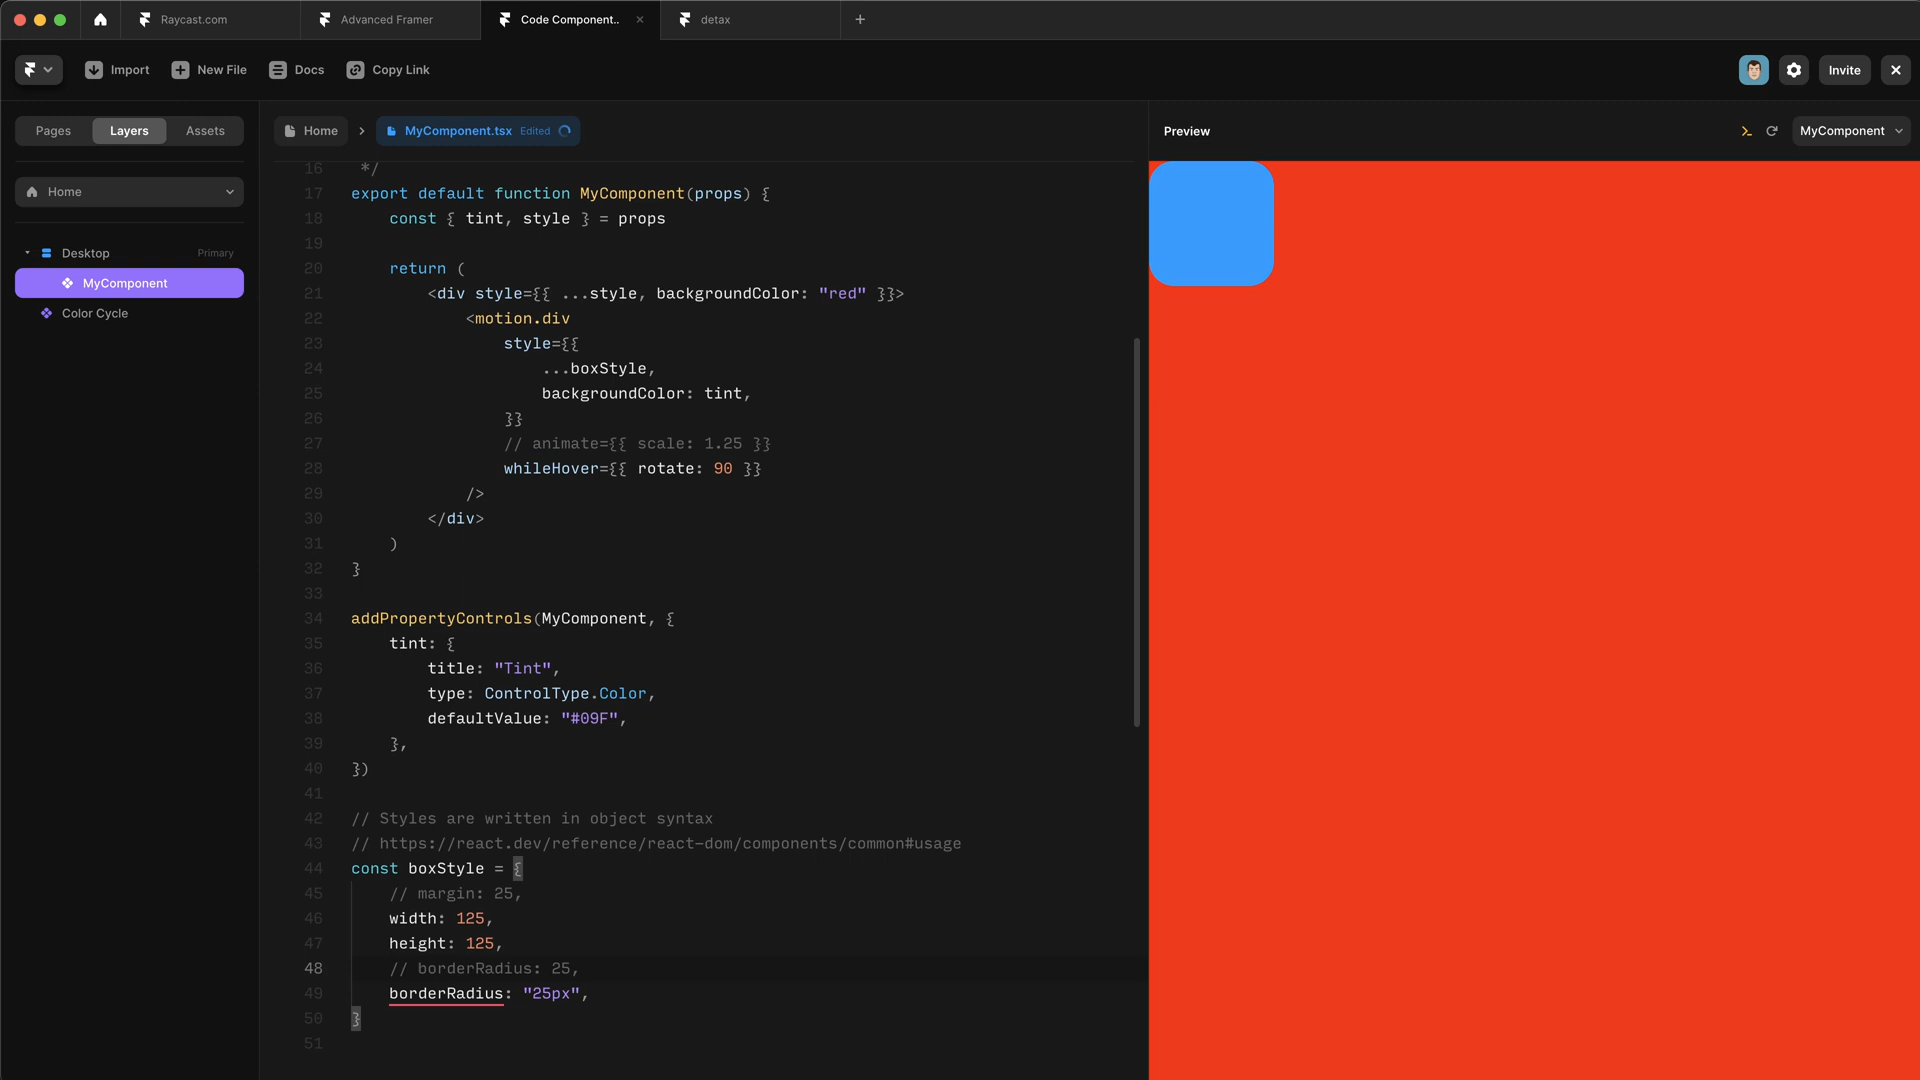 Raycast.com
Advanced Framer
Code Component..
detax
Import
New File
Docs
Copy Link
Invite
Pages
Layers
Assets
Home
MyComponent.tsx
Edited
Preview
MyComponent
Home
Desktop
Primary
MyComponent
Color Cycle
16 */
17 export default function MyComponent(props) {
18 const { tint, style } = props
19
20 return (
21 <div style={{ ...style, backgroundColor: "red" }}>
22 <motion.div
23 style={{
24 ...boxStyle,
25 backgroundColor: tint,
26 }}
27 // animate={{ scale: 1.25 }}
28 whileHover={{ rotate: 90 }}
29 />
30 </div>
31 )
32 }
33
34 addPropertyControls(MyComponent, {
35 tint: {
36 title: "Tint",
37 type: ControlType.Color,
38 defaultValue: "#09F",
39 },
40 })
41
42 // Styles are written in object syntax
43 // https://react.dev/reference/react-dom/components/common#usage
44 const boxStyle = {
45 // margin: 25,
46 width: 125,
47 height: 125,
48 // borderRadius: 25,
49 borderRadius: "25px",
50 }
51